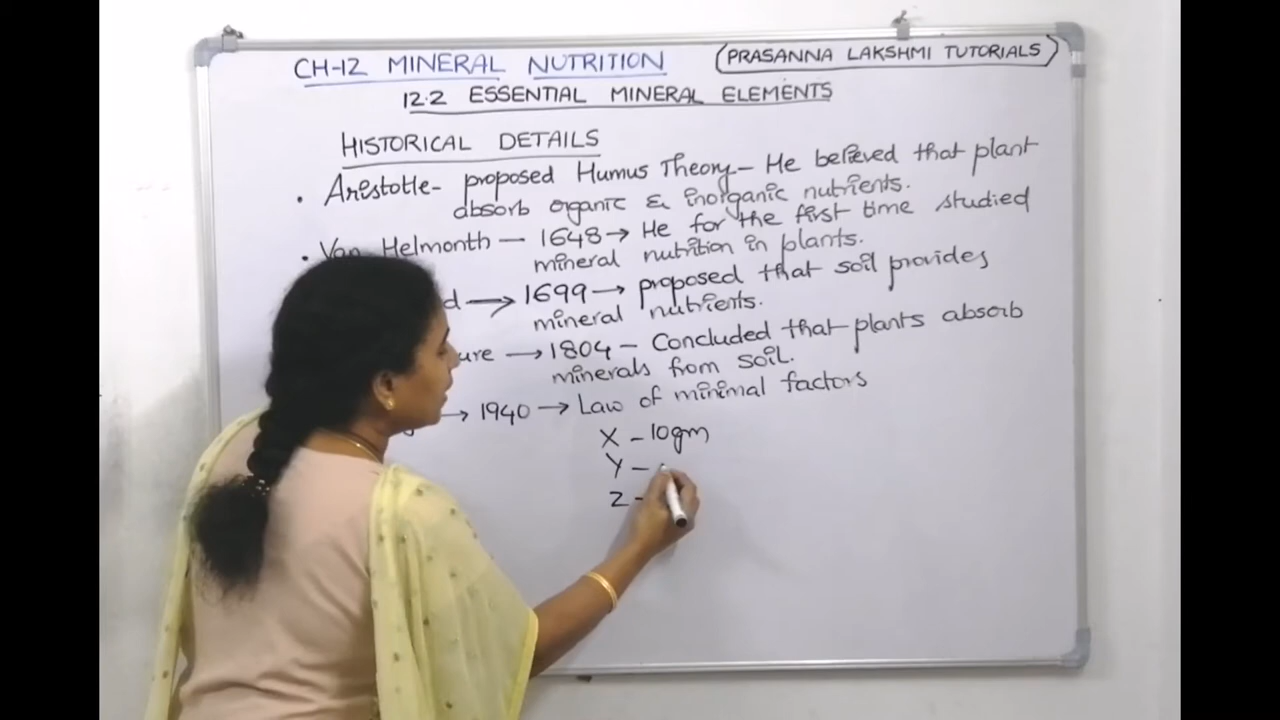 CH-12 MINERAL NUTRITION
(PRASANNA LAKSHMI TUTORIALS)
12.2 ESSENTIAL MINERAL ELEMENTS
HISTORICAL DETAILS
• Aristotle- proposed Humus Theory- He believed that plant
absorb organic & inorganic nutrients.
• Van Helmonth — 1648 → He for the first time studied
mineral nutrition in plants.
d → 1699 → proposed that soil provides
mineral nutrients.
ure → 1804 - Concluded that plants absorb
minerals from soil.
→ 1940 → Law of minimal factors
X - 10gm
Y -
Z -